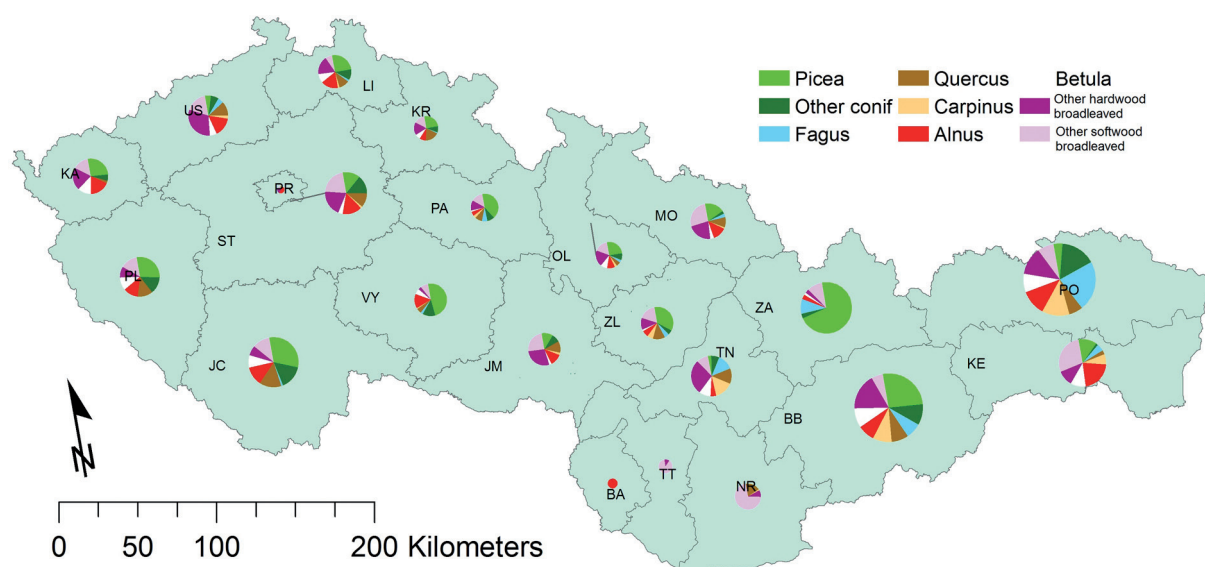 LI
US
KR
Picea
Quercus
Betula
Other conif
Carpinus
Other hardwood
broadleaved
Fagus
Alnus
Other softwood
broadleaved
KA
PR
PA
MO
ST
OL
PL
VY
ZL
ZA
PO
TN
JC
JM
KE
BB
TT
NR
BA
N
0 50 100 200 Kilometers